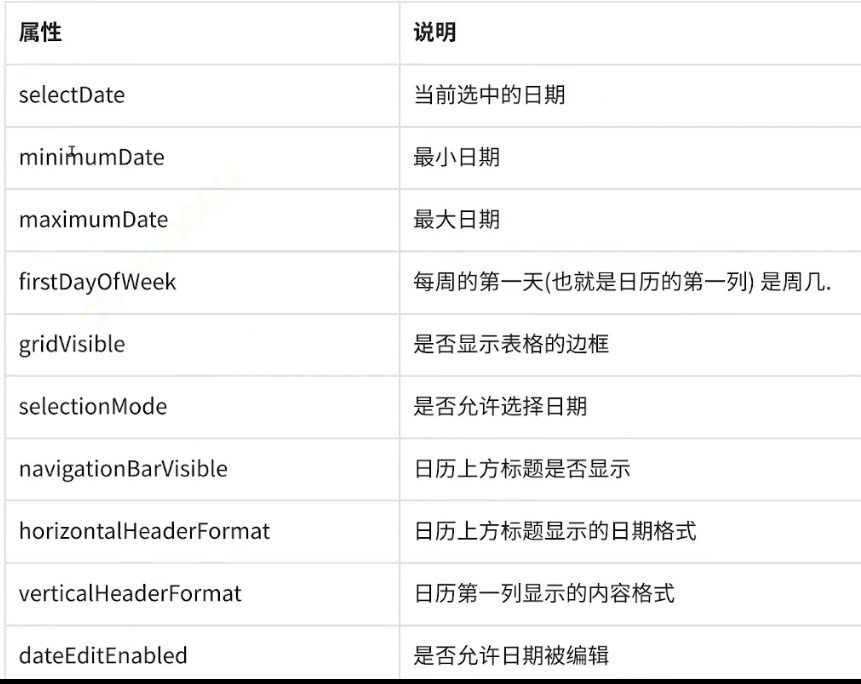 属性 说明
selectDate 当前选中的日期
minimumDate 最小日期
maximumDate 最大日期
firstDayOfWeek 每周的第一天(也就是日历的第一列) 是周几.
gridVisible 是否显示表格的边框
selectionMode 是否允许选择日期
navigationBarVisible 日历上方标题是否显示
horizontalHeaderFormat 日历上方标题显示的日期格式
verticalHeaderFormat 日历第一列显示的内容格式
dateEditEnabled 是否允许日期被编辑